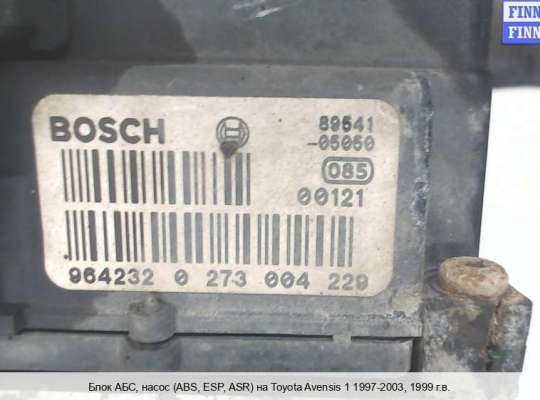 FINN
FINN
BOSCH
89541
-05050
085
00121
964232 0 273 004 229
Блок АБС, насос (ABS, ESP, ASR) на Toyota Avensis 1 1997-2003, 1999 г.в.